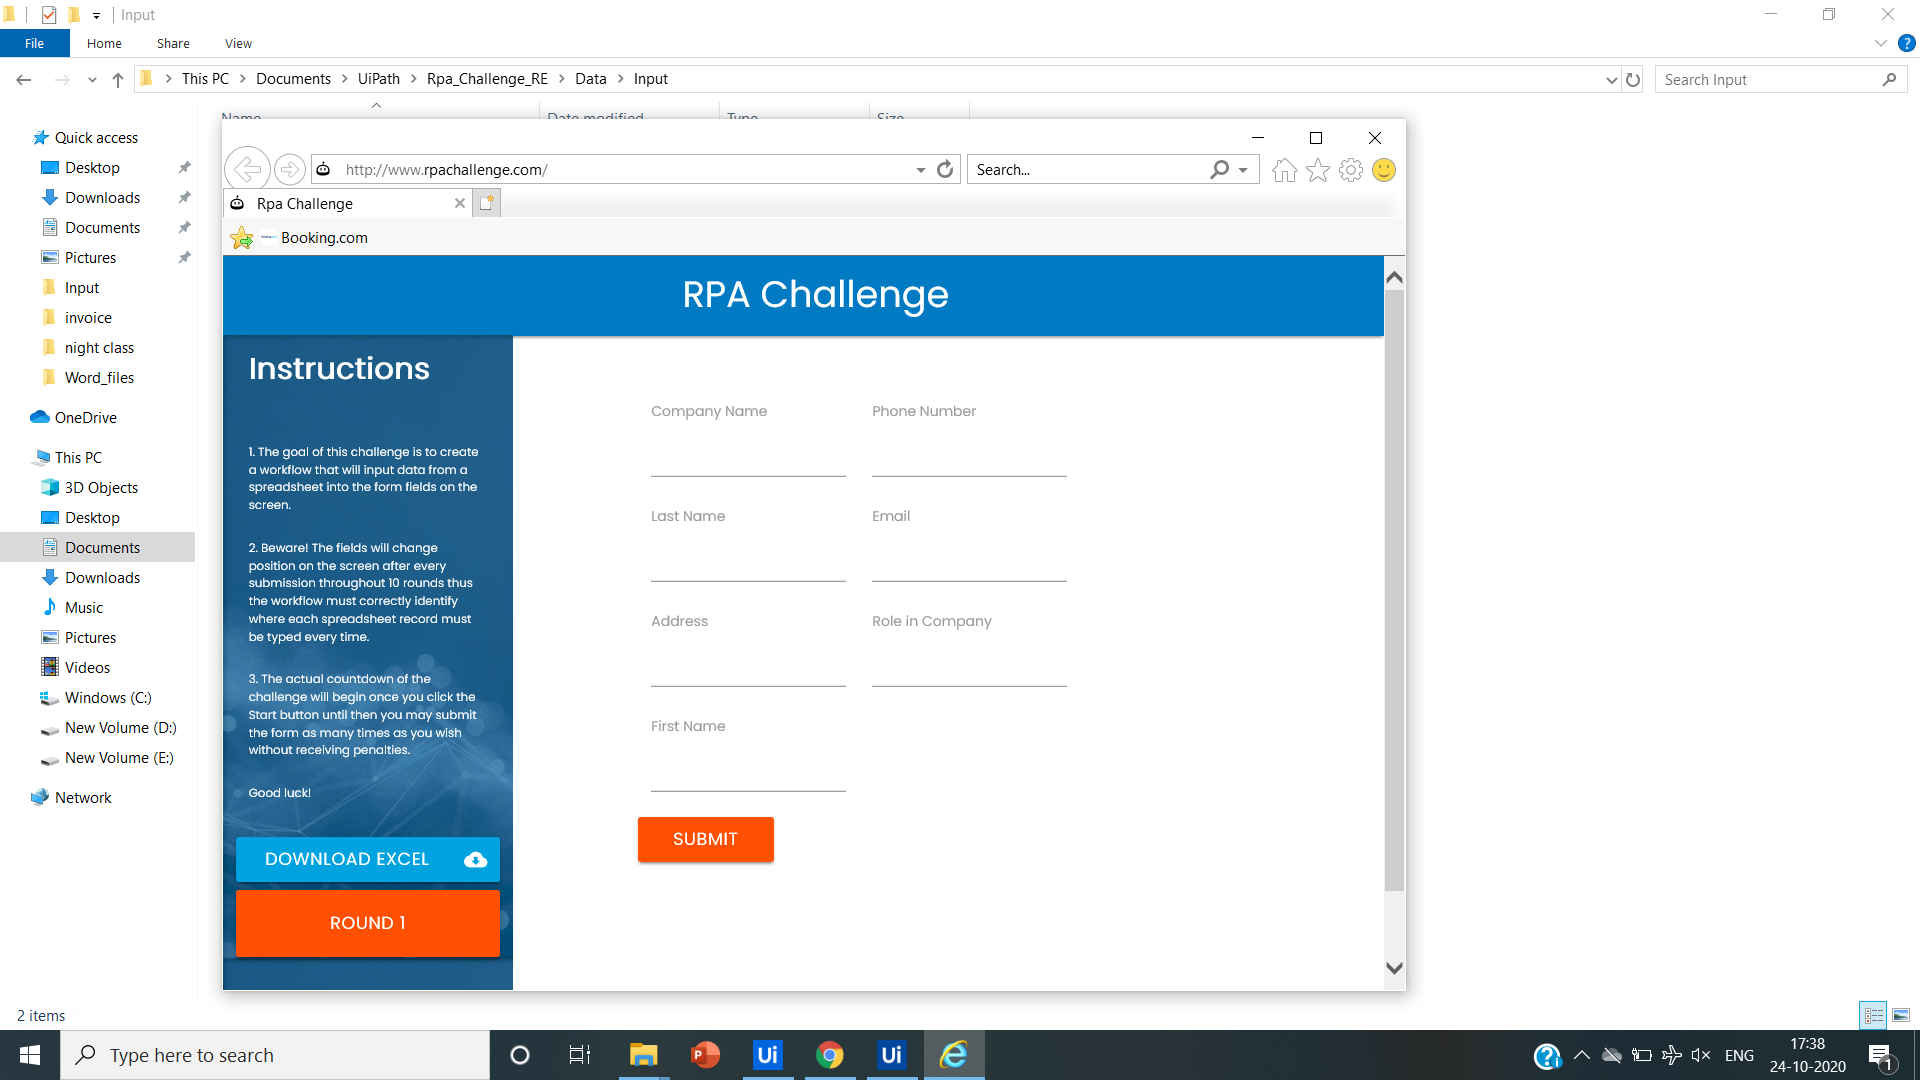 Input
File Home Share View
This PC Documents UiPath Rpa_Challenge_RE Data Input
Search Input
Name Date modified Type Size
Quick access
Desktop
Downloads
Documents
Pictures
Input
invoice
night class
Word_files
OneDrive
This PC
3D Objects
Desktop
Documents
Downloads
Music
Pictures
Videos
Windows (C:)
New Volume (D:)
New Volume (E:)
Network
2 items
http://www.rpachallenge.com/
Search...
Rpa Challenge
Booking.com
RPA Challenge
Instructions
1. The goal of this challenge is to create
a workflow that will input data from a
spreadsheet into the form fields on the
screen.
2. Beware! The fields will change
position on the screen after every
submission throughout 10 rounds thus
the workflow must correctly identify
where each spreadsheet record must
be typed every time.
3. The actual countdown of the
challenge will begin once you click the
Start button until then you may submit
the form as many times as you wish
without receiving penalties.
Good luck!
DOWNLOAD EXCEL
ROUND 1
Company Name Phone Number
Last Name Email
Address Role in Company
First Name
SUBMIT
Type here to search
Ui
Ui
ENG
17:38
24-10-2020
1